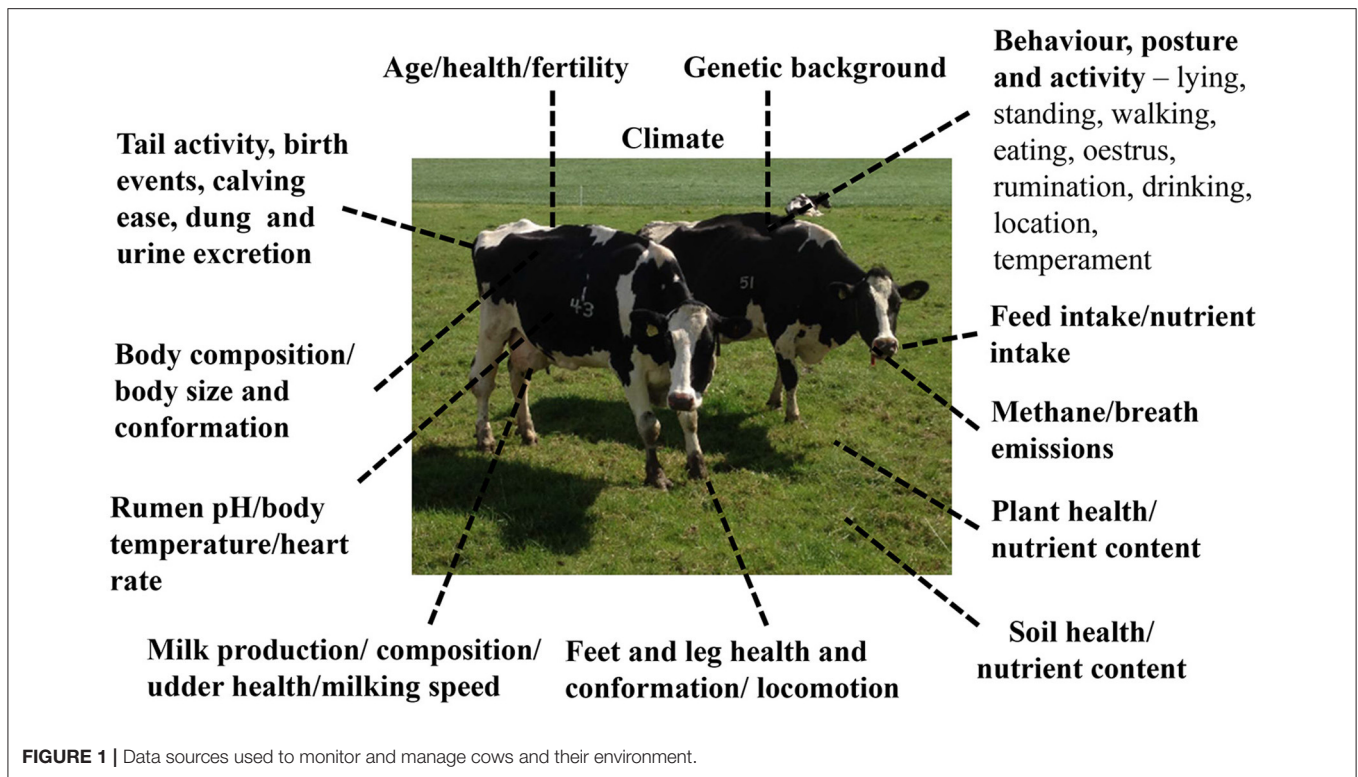 Age/health/fertility
Genetic background
Behaviour, posture
and activity – lying,
standing, walking,
eating, oestrus,
rumination, drinking,
location,
temperament
Climate
Tail activity, birth
events, calving
ease, dung and
urine excretion
51
43
Feed intake/nutrient
intake
Body composition/
body size and
conformation
Methane/breath
emissions
Rumen pH/body
temperature/heart
rate
Plant health/
nutrient content
Soil health/
nutrient content
Milk production/ composition/
udder health/milking speed
Feet and leg health and
conformation/ locomotion
FIGURE 1 | Data sources used to monitor and manage cows and their environment.